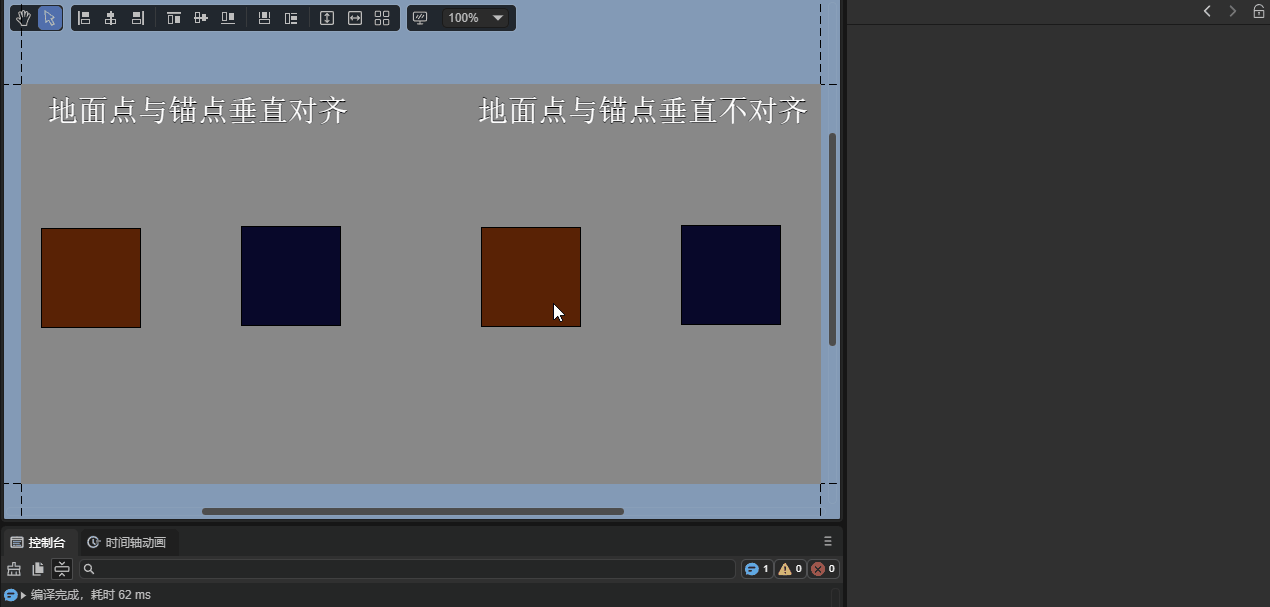 100%
地面点与锚点垂直对齐
地面点与锚点垂直不对齐
控制台
时间轴动画
1
0
0
编译完成，耗时 62 ms